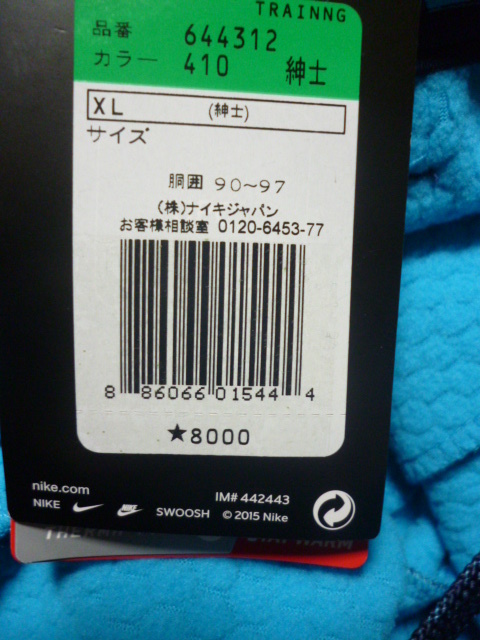 TRAINNG
品番 644312
カラー 410 紳士
XL (紳士)
サイズ
胴囲 90~97
(株)ナイキジャパン
お客様相談室 0120-6453-77
8 86066 01544 4
★8000
nike.com
NIKE SWOOSH
IM# 442443
©2015 Nike